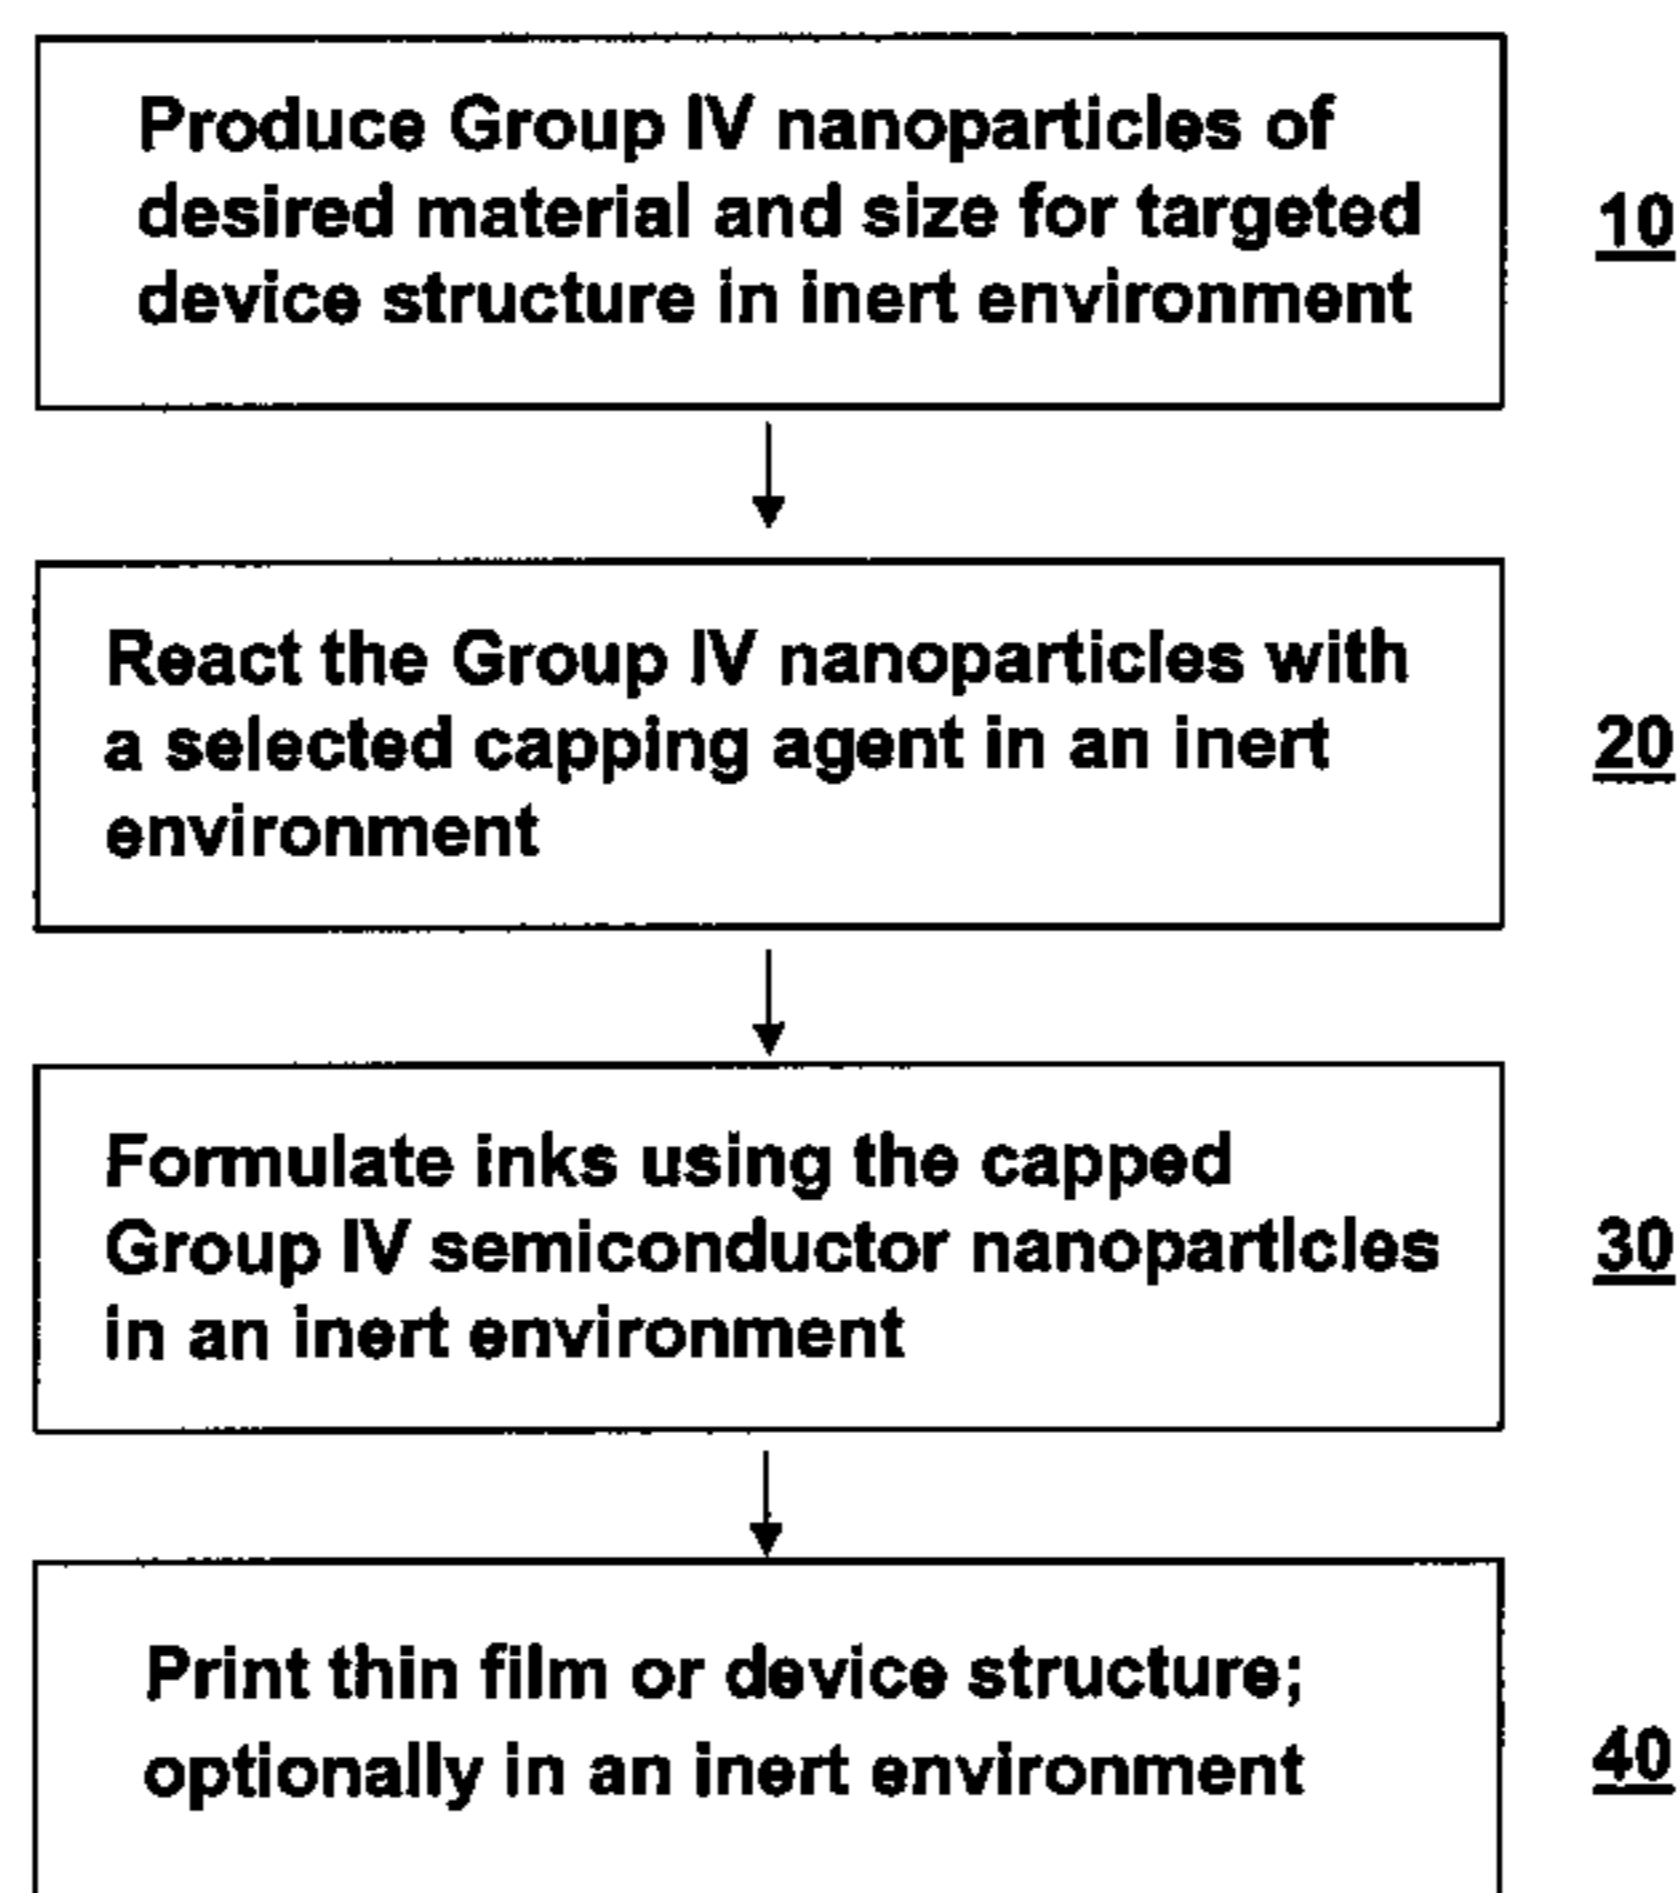 Produce Group IV nanoparticles of
desired material and size for targeted
device structure in inert environment
10
React the Group IV nanoparticles with
a selected capping agent in an inert
environment
20
Formulate inks using the capped
Group IV semiconductor nanoparticles
in an inert environment
30
Print thin film or device structure;
optionally in an inert environment
40